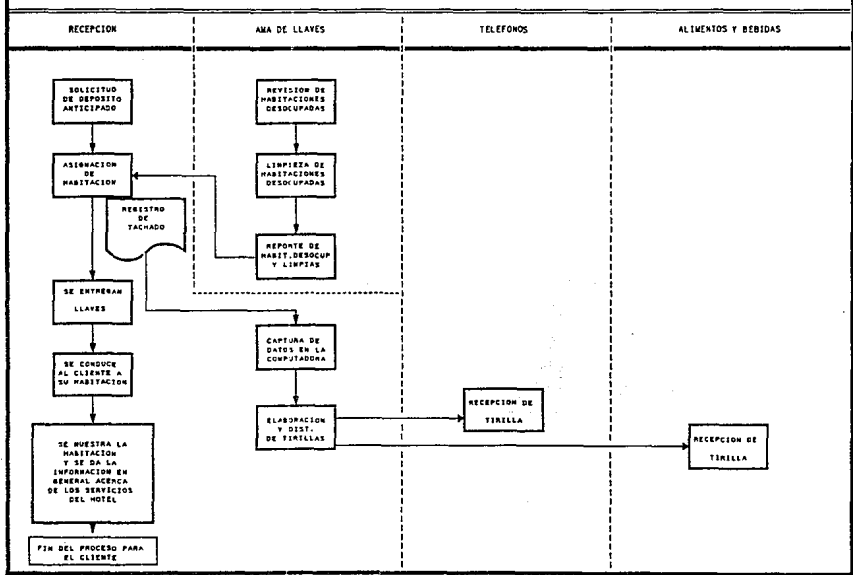 RECEPCION
AMA DE LLAVES
TELEFONOS
ALIMENTOS Y BEBIDAS
SOLICITUD
DE DEPOSITO
ANTICIPADO
ASIGNACION
DE
HABITACION
REGISTRO
DE
TACHADO
SE ENTREGAN
LLAVES
SE CONDUCE
AL CLIENTE A
SU HABITACION
SE MUESTRA LA
HABITACION
Y SE DA LA
INFORMACION EN
GENERAL ACERCA
DE LOS SERVICIOS
DEL HOTEL
FIN DEL PROCESO PARA
EL CLIENTE
REVISION DE
HABITACIONES
DESOCUPADAS
LIMPIEZA DE
HABITACIONES
DESOCUPADAS
REPORTE DE
HABIT.DESOCUP
Y LIMPIAS
CAPTURA DE
DATOS EN LA
COMPUTADORA
ELABORACION
Y DIST.
DE TIRILLAS
RECEPCION DE
TIRILLA
RECEPCION DE
TIRILLA